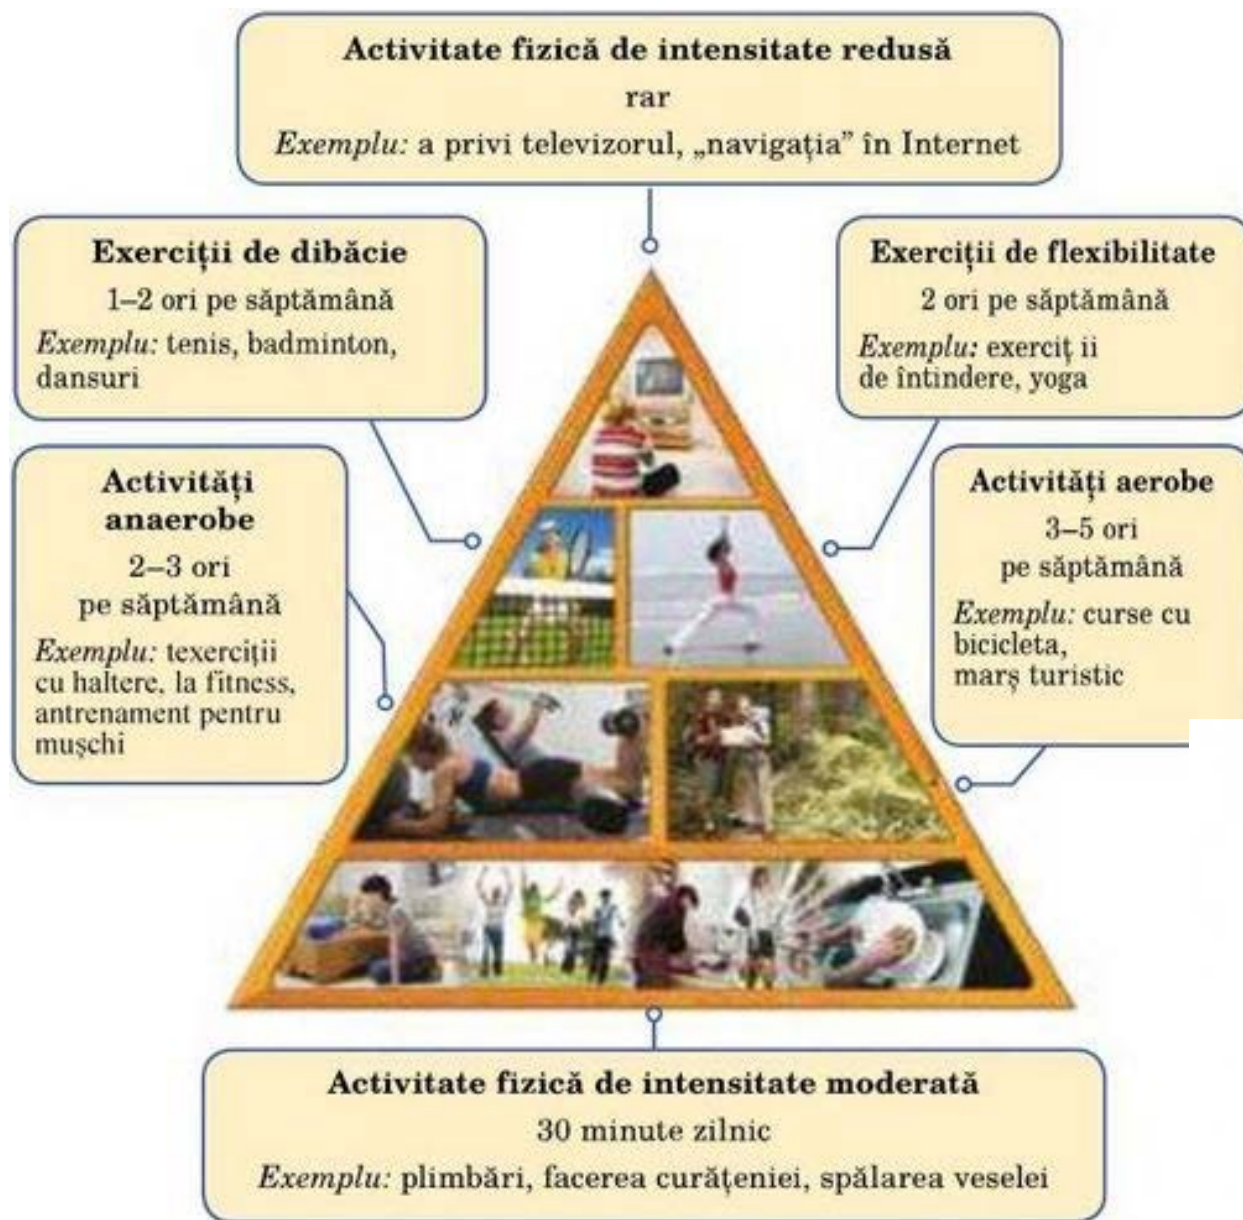 Activitate fizică de intensitate redusă
rar
Exemplu: a privi televizorul, „navigația” în Internet
Exerciții de dibăcie
1–2 ori pe săptămână
Exemplu: tenis, badminton,
dansuri
Exerciții de flexibilitate
2 ori pe săptămână
Exemplu: exerciț ii
de întindere, yoga
Activități
anaerobe
2–3 ori
pe săptămână
Exemplu: texerciții
cu haltere, la fitness,
antrenament pentru
mușchi
Activități aerobe
3–5 ori
pe săptămână
Exemplu: curse cu
bicicleta,
marș turistic
Activitate fizică de intensitate moderată
30 minute zilnic
Exemplu: plimbări, facerea curățeniei, spălarea veselei